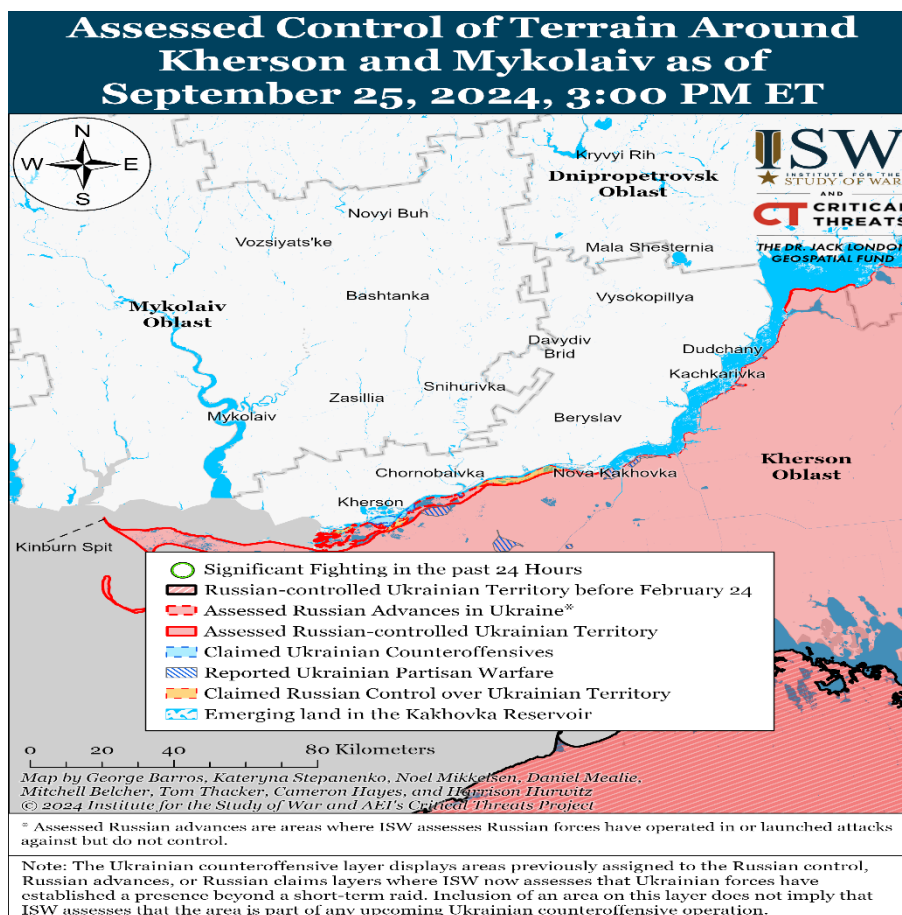 Assessed Control of Terrain Around
Kherson and Mykolaiv as of
September 25, 2024, 3:00 PM ET
N
W E
S
Kryvyi Rih
Dnipropetrovsk
Oblast
ISW
INSTITUTE FOR THE
STUDY OF WAR
AND
CT CRITICAL
THREATS
THE DR. JACK LONDON
GEOSPATIAL FUND
Novyi Buh
Vozsiyats'ke
Mala Shesternia
Bashtanka
Vysokopillya
Mykolaiv
Oblast
Davydiv
Brid
Dudchany
Kachkarivka
Snihurivka
Zasillia
Mykolaiv
Beryslav
Kherson
Oblast
Chornobaivka
Nova Kakhovka
Kherson
Kinburn Spit
Significant Fighting in the past 24 Hours
Russian-controlled Ukrainian Territory before February 24
Assessed Russian Advances in Ukraine*
Assessed Russian-controlled Ukrainian Territory
Claimed Ukrainian Counteroffensives
Reported Ukrainian Partisan Warfare
Claimed Russian Control over Ukrainian Territory
Emerging land in the Kakhovka Reservoir
0 20 40 80 Kilometers
Map by George Barros, Kateryna Stepanenko, Noel Mikkelsen, Daniel Mealie,
Mitchell Belcher, Tom Thacker, Cameron Hayes, and Harrison Hurwitz
© 2024 Institute for the Study of War and AEI's Critical Threats Project
* Assessed Russian advances are areas where ISW assesses Russian forces have operated in or launched attacks
against but do not control.
Note: The Ukrainian counteroffensive layer displays areas previously assigned to the Russian control,
Russian advances, or Russian claims layers where ISW now assesses that Ukrainian forces have
established a presence beyond a short-term raid. Inclusion of an area on this layer does not imply that
ISW assesses that the area is part of any upcoming Ukrainian counteroffensive operation.